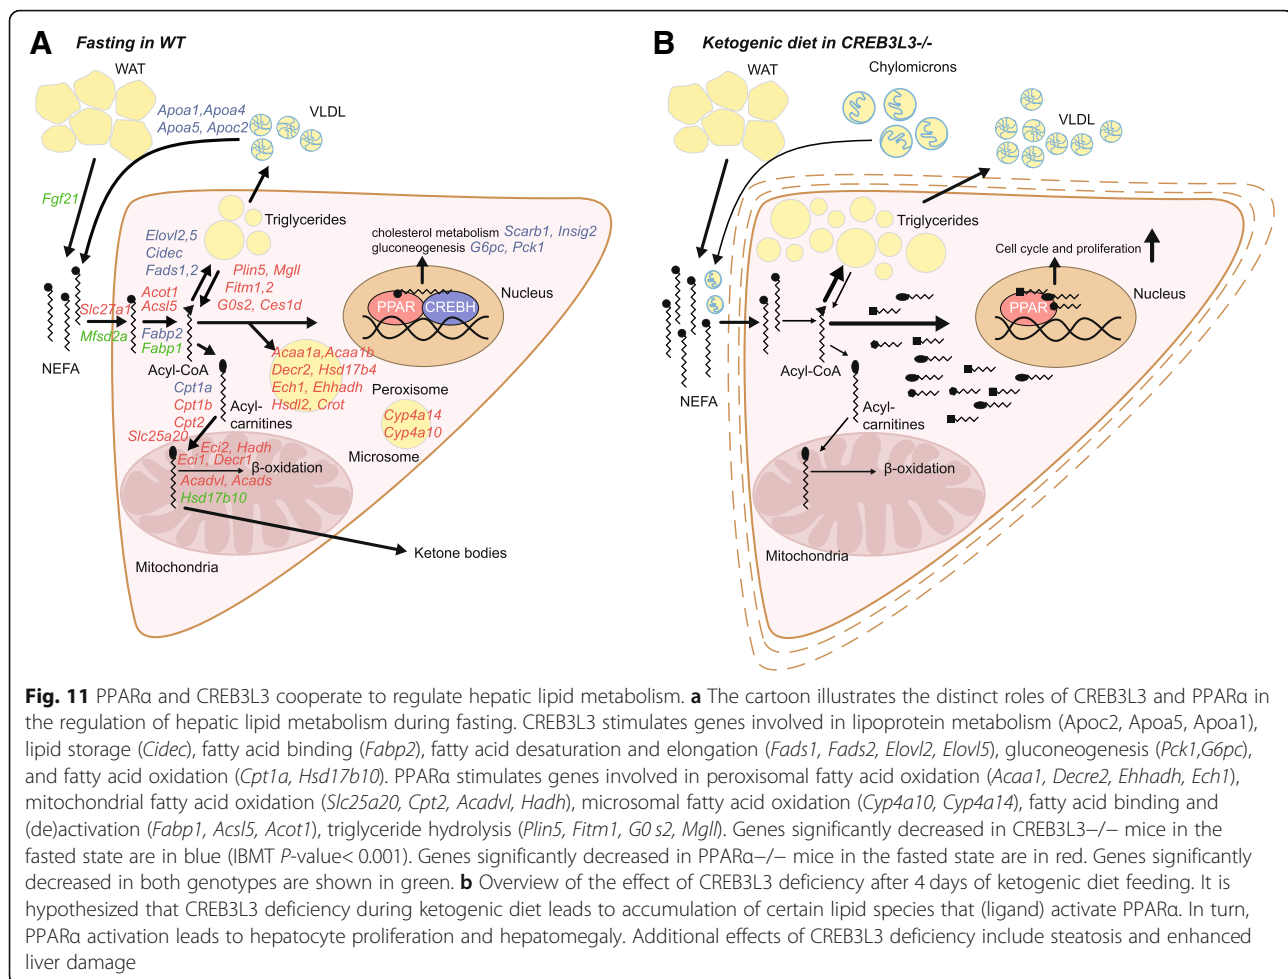 A Fasting in WT
WAT
Apoa1,Apoa4
Apoa5, Apoc2
VLDL
Fgf21
Triglycerides
Elovl2,5
Cidec
Fads1,2
Plin5, Mgll
Fitm1,2
G0s2, Ces1d
cholesterol metabolism Scarb1, Insig2
gluconeogenesis G6pc, Pck1
PPAR CREBH
Nucleus
Slc27a1
Mfsd2a
Acot1
Acsl5
Fabp2
Fabp1
NEFA
Acyl-CoA
Acaa1a,Acaa1b
Decr2, Hsd17b4
Ech1, Ehhadh
Hsdl2, Crot
Peroxisome
Cpt1a
Cpt1b
Cpt2
Slc25a20
Acyl-
carnitines
Cyp4a14
Cyp4a10
Microsome
Eci2, Hadh
Eci1, Decr1
β-oxidation
Acadvl, Acads
Hsd17b10
Ketone bodies
Mitochondria
B Ketogenic diet in CREB3L3-/-
WAT
Chylomicrons
VLDL
Triglycerides
Cell cycle and proliferation
PPAR
Nucleus
NEFA
Acyl-CoA
Acyl-
carnitines
β-oxidation
Mitochondria
Fig. 11 PPARα and CREB3L3 cooperate to regulate hepatic lipid metabolism. a The cartoon illustrates the distinct roles of CREB3L3 and PPARα in
the regulation of hepatic lipid metabolism during fasting. CREB3L3 stimulates genes involved in lipoprotein metabolism (Apoc2, Apoa5, Apoa1),
lipid storage (Cidec), fatty acid binding (Fabp2), fatty acid desaturation and elongation (Fads1, Fads2, Elovl2, Elovl5), gluconeogenesis (Pck1,G6pc),
and fatty acid oxidation (Cpt1a, Hsd17b10). PPARα stimulates genes involved in peroxisomal fatty acid oxidation (Acaa1, Decre2, Ehhadh, Ech1),
mitochondrial fatty acid oxidation (Slc25a20, Cpt2, Acadvl, Hadh), microsomal fatty acid oxidation (Cyp4a10, Cyp4a14), fatty acid binding and
(de)activation (Fabp1, Acsl5, Acot1), triglyceride hydrolysis (Plin5, Fitm1, G0 s2, Mgll). Genes significantly decreased in CREB3L3−/− mice in the
fasted state are in blue (IBMT P-value< 0.001). Genes significantly decreased in PPARα−/− mice in the fasted state are in red. Genes significantly
decreased in both genotypes are shown in green. b Overview of the effect of CREB3L3 deficiency after 4 days of ketogenic diet feeding. It is
hypothesized that CREB3L3 deficiency during ketogenic diet leads to accumulation of certain lipid species that (ligand) activate PPARα. In turn,
PPARα activation leads to hepatocyte proliferation and hepatomegaly. Additional effects of CREB3L3 deficiency include steatosis and enhanced
liver damage